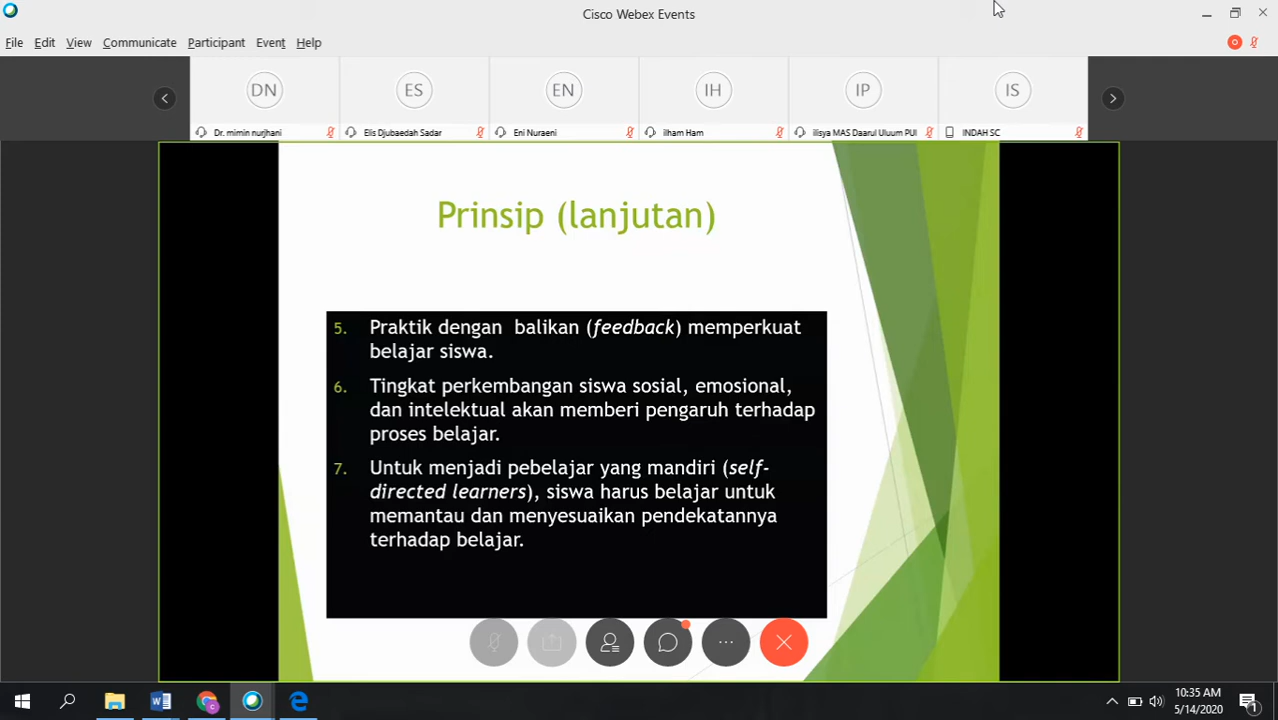 Cisco Webex Events
File Edit View Communicate Participant Event Help
DN ES EN IH IP IS
Dr. mimin nurjhani Elis Djubaedah Sadar Eni Nuraeni ilham Ham ilisya MAS Daarul Uluum PUI INDAH SC
Prinsip (lanjutan)
5. Praktik dengan balikan (feedback) memperkuat
belajar siswa.
6. Tingkat perkembangan siswa sosial, emosional,
dan intelektual akan memberi pengaruh terhadap
proses belajar.
7. Untuk menjadi pebelajar yang mandiri (self-
directed learners), siswa harus belajar untuk
memantau dan menyesuaikan pendekatannya
terhadap belajar.
10:35 AM
5/14/2020
1